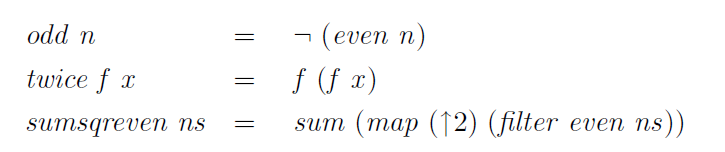 odd n = ¬ (even n)
twice f x = f (f x)
sumsqreven ns = sum (map (↑2) (filter even ns))